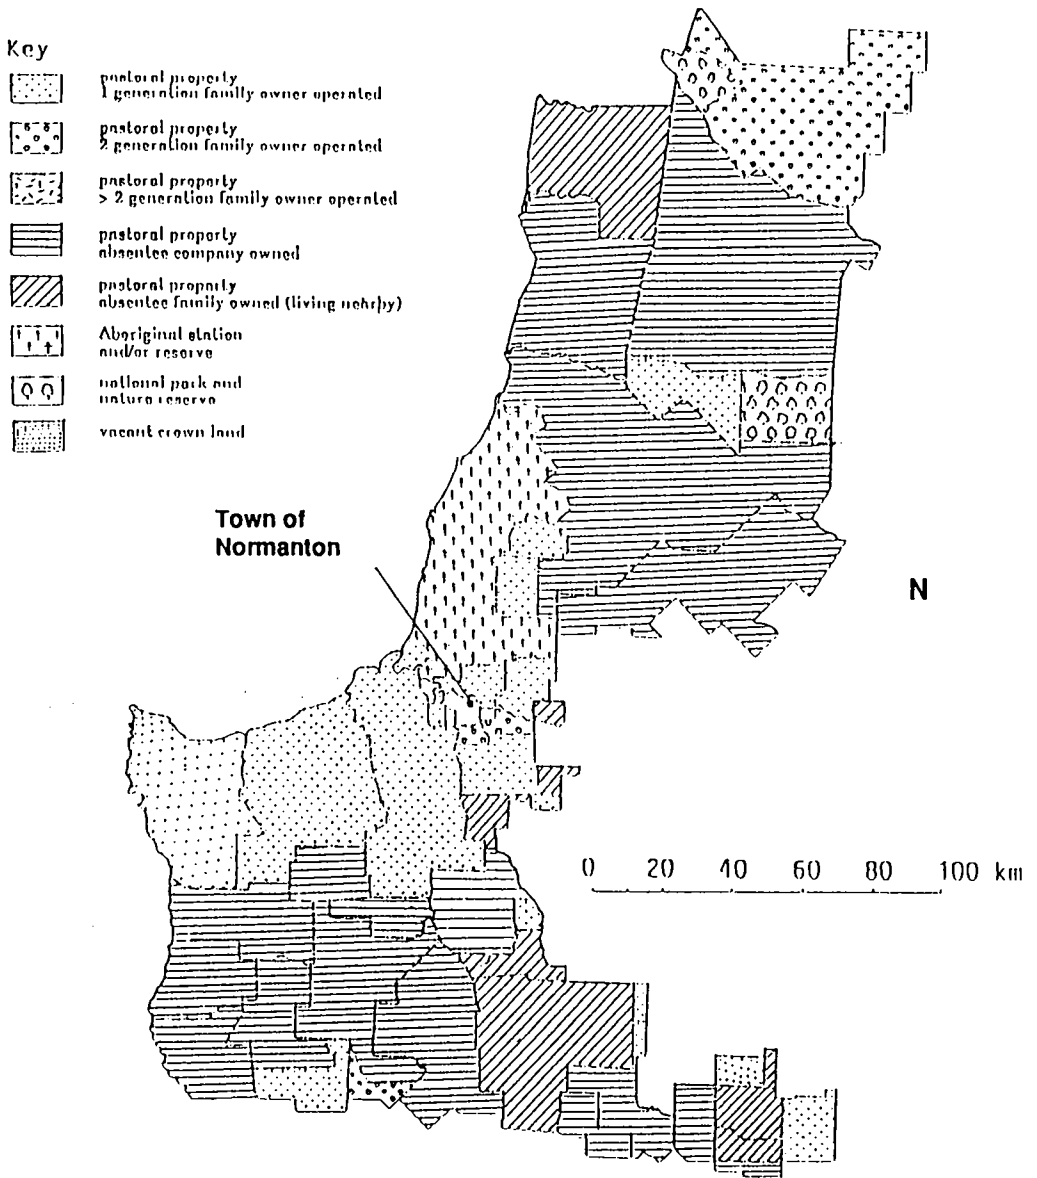 Key
pastoral property
1 generation family owner operated
pastoral property
2 generation family owner operated
pastoral property
> 2 generation family owner operated
pastoral property
absentee company owned
pastoral property
absentee family owned (living nearby)
Aboriginal station
and/or reserve
national park and
nature reserve
vacant crown land
Town of
Normanton
N
0 20 40 60 80 100 km